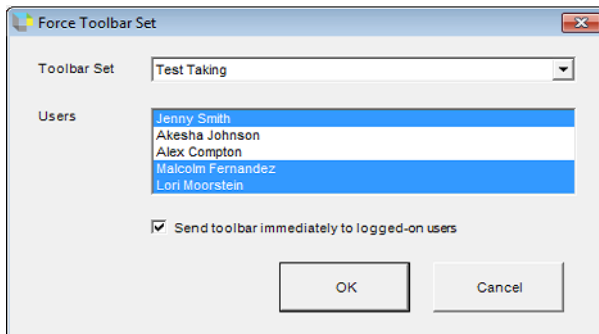 Force Toolbar Set
Toolbar Set
Test Taking
Users
Jenny Smith
Akesha Johnson
Alex Compton
Malcolm Fernandez
Lori Moorstein
Send toolbar immediately to logged-on users
OK
Cancel